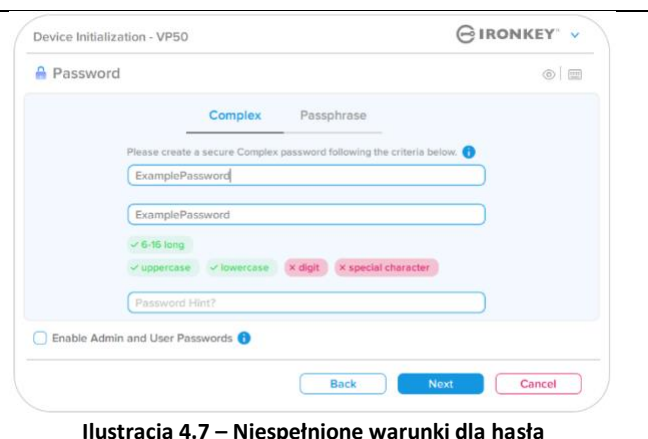 Device Initialization - VP50
IRONKEY
Password
Complex Passphrase
Please create a secure Complex password following the criteria below.
ExamplePassword
ExamplePassword
✓ 6-16 long
✓ uppercase ✓ lowercase × digit × special character
Password Hint?
Enable Admin and User Passwords
Back Next Cancel
Ilustracja 4.7 – Niespełnione warunki dla hasła